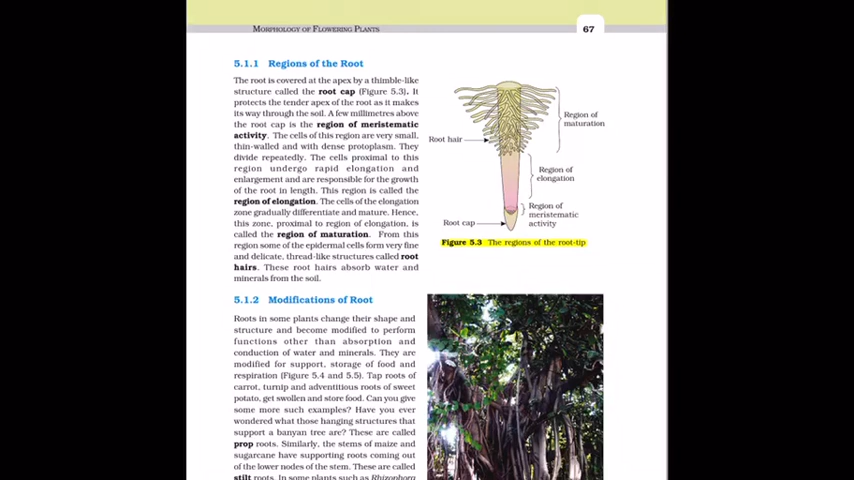 MORPHOLOGY OF FLOWERING PLANTS
67
5.1.1 Regions of the Root
The root is covered at the apex by a thimble-like
structure called the root cap (Figure 5.3). It
protects the tender apex of the root as it makes
its way through the soil. A few millimetres above
the root cap is the region of meristematic
activity. The cells of this region are very small,
thin-walled and with dense protoplasm. They
divide repeatedly. The cells proximal to this
region undergo rapid elongation and
enlargement and are responsible for the growth
of the root in length. This region is called the
region of elongation. The cells of the elongation
zone gradually differentiate and mature. Hence,
this zone, proximal to region of elongation, is
called the region of maturation. From this
region some of the epidermal cells form very fine
and delicate, thread-like structures called root
hairs. These root hairs absorb water and
minerals from the soil.
Region of
maturation
Root hair
Region of
elongation
Region of
meristematic
activity
Root cap
Figure 5.3 The regions of the root-tip
5.1.2 Modifications of Root
Roots in some plants change their shape and
structure and become modified to perform
functions other than absorption and
conduction of water and minerals. They are
modified for support, storage of food and
respiration (Figure 5.4 and 5.5). Tap roots of
carrot, turnip and adventitious roots of sweet
potato, get swollen and store food. Can you give
some more such examples? Have you ever
wondered what those hanging structures that
support a banyan tree are? These are called
prop roots. Similarly, the stems of maize and
sugarcane have supporting roots coming out
of the lower nodes of the stem. These are called
stilt roots. In some plants such as Rhizophora